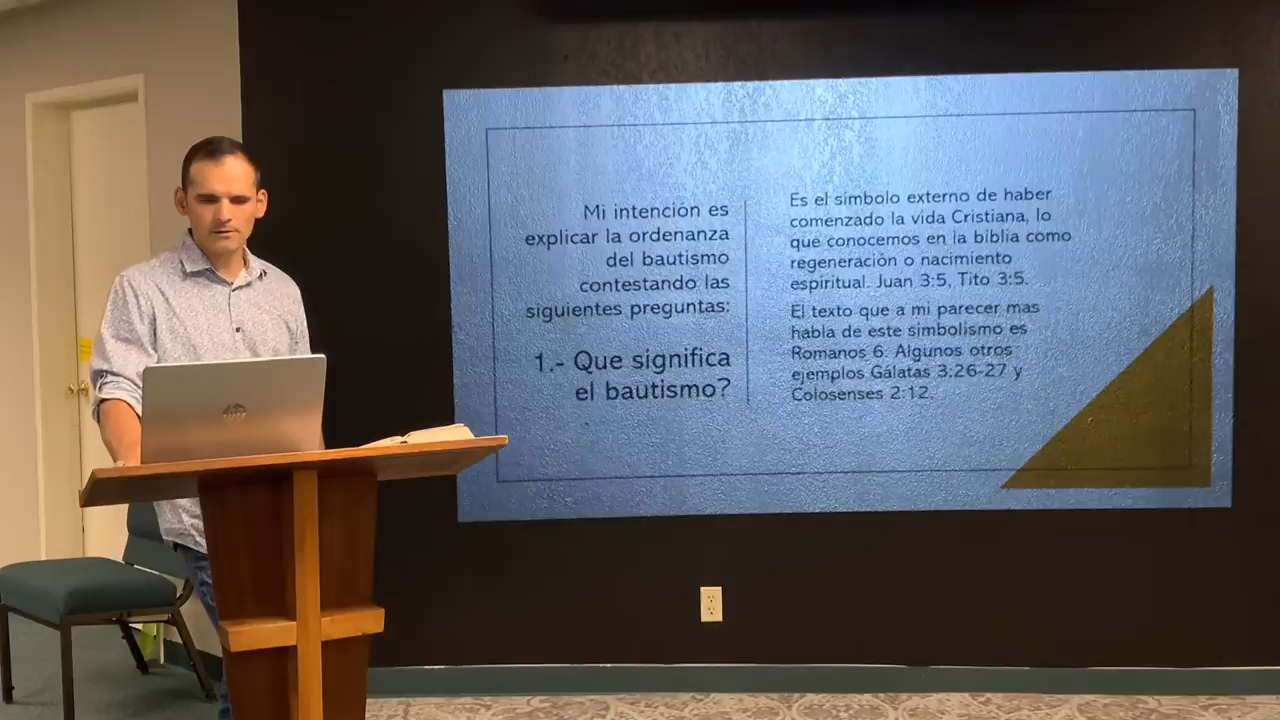 Mi intención es
explicar la ordenanza
del bautismo
contestando las
siguientes preguntas:
1.- Que significa
el bautismo?
Es el simbolo externo de haber
comenzado la vida Cristiana, lo
que conocemos en la biblia como
regeneración o nacimiento
espiritual. Juan 3:5, Tito 3:5.
El texto que a mi parecer mas
habla de este simbolismo es
Romanos 6. Algunos otros
ejemplos Gálatas 3:26-27 y
Colosenses 2:12.
hp